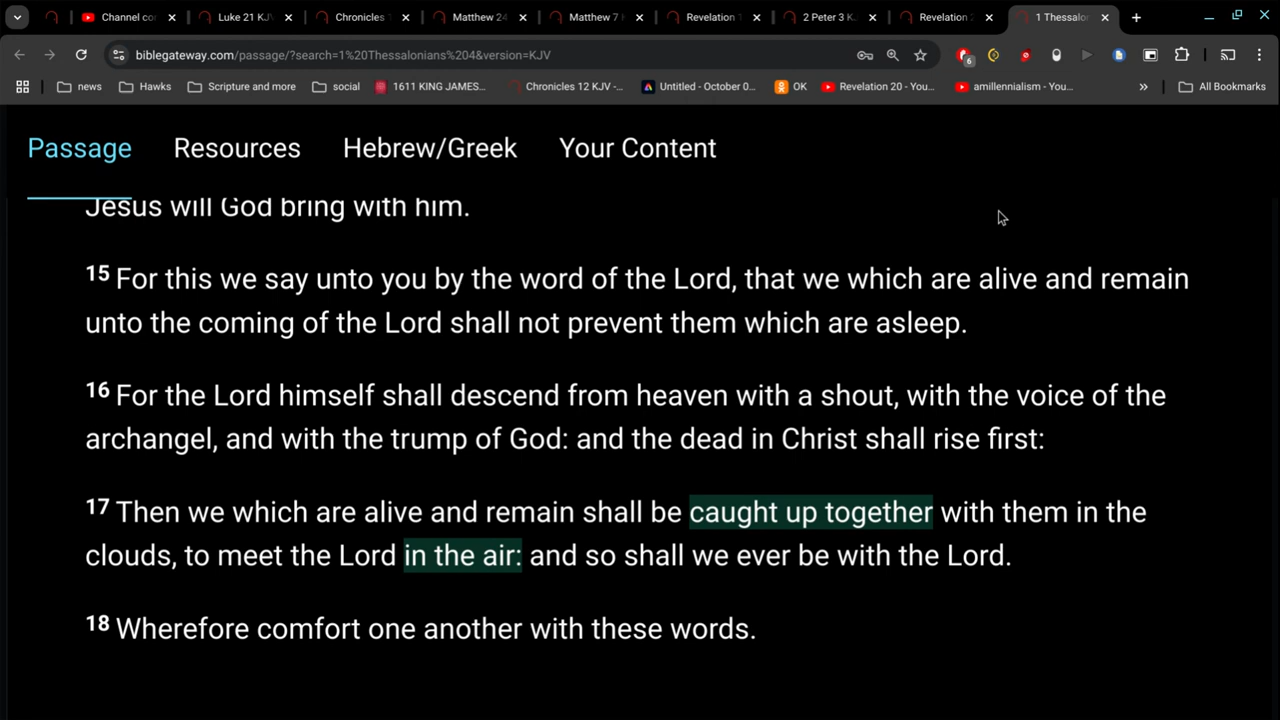 Channel co
Luke 21 KJ
Chronicles
Matthew 24
Matthew 7
Revelation
2 Peter 3 K
Revelation
1 Thessalo
biblegateway.com/passage/?search=1%20Thessalonians%204&version=KJV
6
news
Hawks
Scripture and more
social
1611 KING JAMES...
Chronicles 12 KJV -...
Untitled - October 0...
OK
Revelation 20 - You...
amillennialism - You...
»
All Bookmarks
Passage
Resources
Hebrew/Greek
Your Content
Jesus will God bring with him.
15 For this we say unto you by the word of the Lord, that we which are alive and remain
unto the coming of the Lord shall not prevent them which are asleep.
16 For the Lord himself shall descend from heaven with a shout, with the voice of the
archangel, and with the trump of God: and the dead in Christ shall rise first:
17 Then we which are alive and remain shall be caught up together with them in the
clouds, to meet the Lord in the air: and so shall we ever be with the Lord.
18 Wherefore comfort one another with these words.